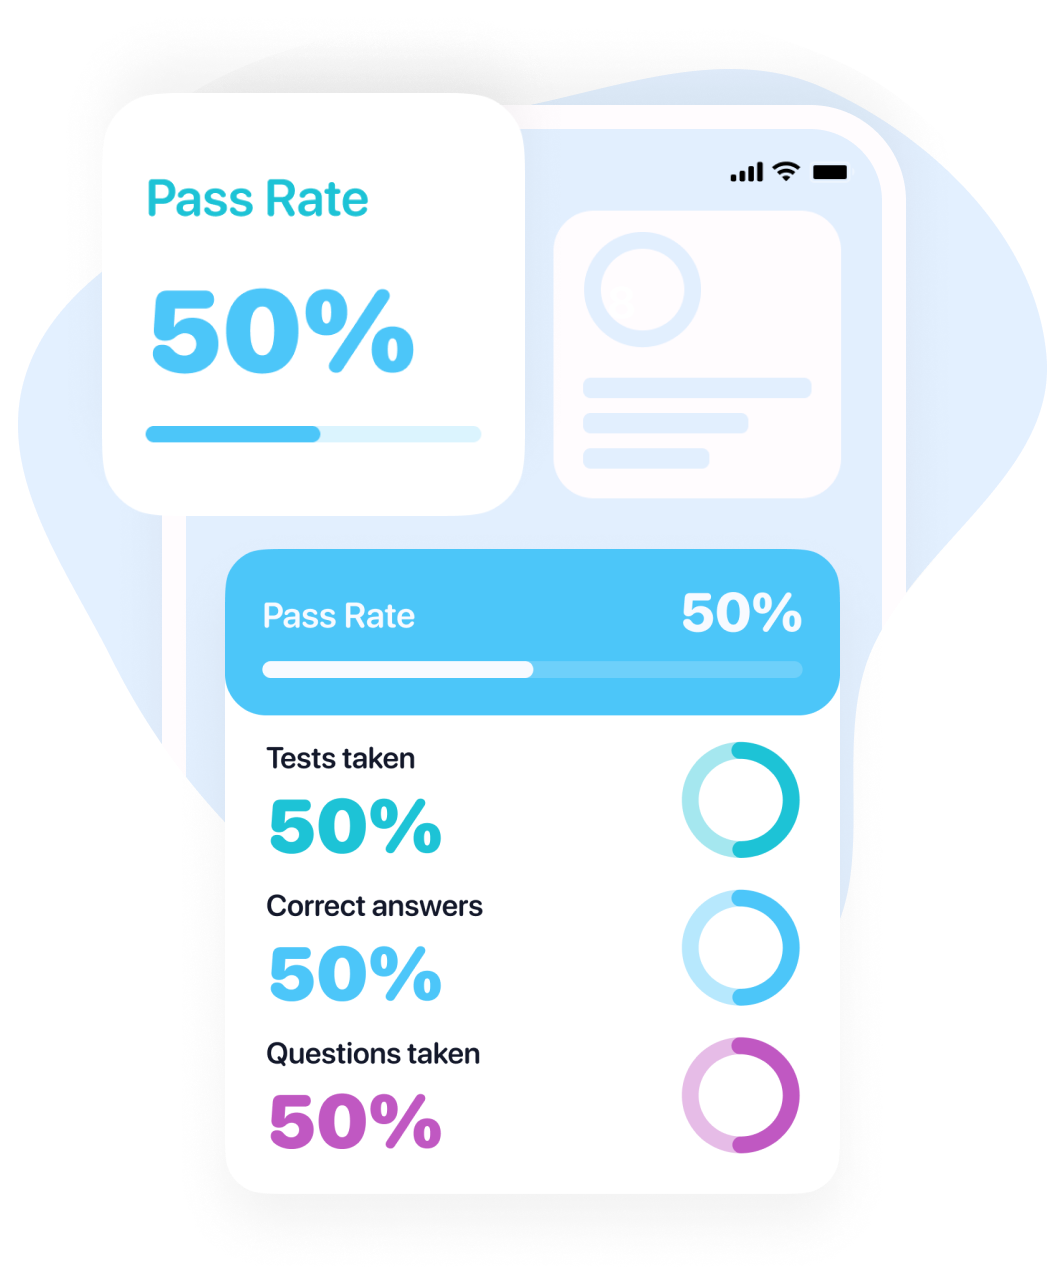 Pass Rate
50%
Pass Rate 50%
Tests taken
50%
Correct answers
50%
Questions taken
50%